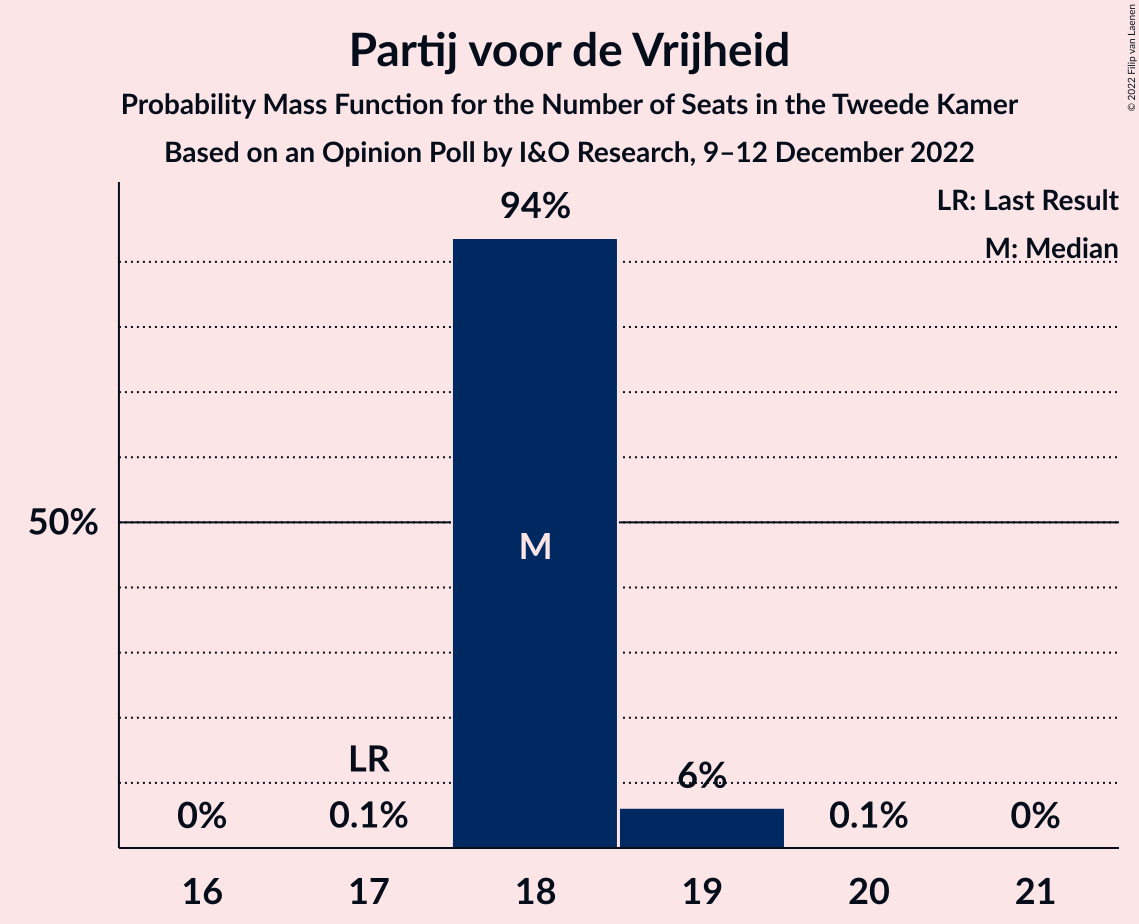 Partij voor de Vrijheid
Probability Mass Function for the Number of Seats in the Tweede Kamer
Based on an Opinion Poll by I&O Research, 9–12 December 2022
© 2022 Filip van Laenen
LR: Last Result
M: Median
94%
50%
M
LR
6%
0%
0.1%
0.1%
0%
16
17
18
19
20
21